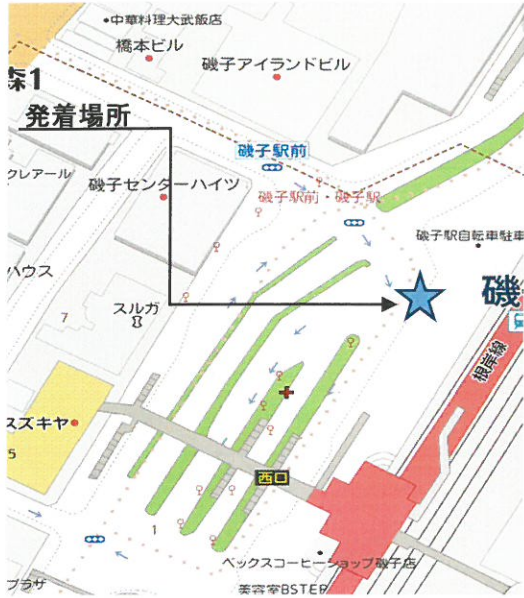 中華料理大武飯店
橋本ビル
磯子アイランドビル
森1
発着場所
磯子駅前
クレアール
磯子センターハイツ
磯子駅前・磯子駅
磯子駅自転車駐車
ハウス
磯
スルガ
7
根岸線
スズキヤ
5
西口
1
ベックスコーヒーショップ磯子店
プラザ
美容室BSTEP